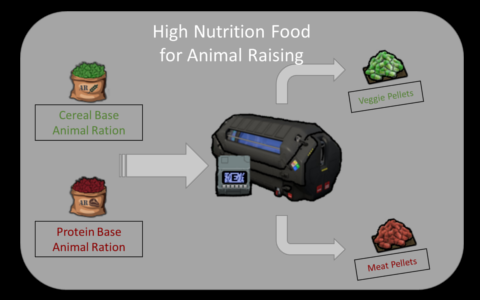 High Nutrition Food
for Animal Raising
Cereal Base
Animal Ration
Veggie Pellets
Protein Base
Animal Ration
Meat Pellets